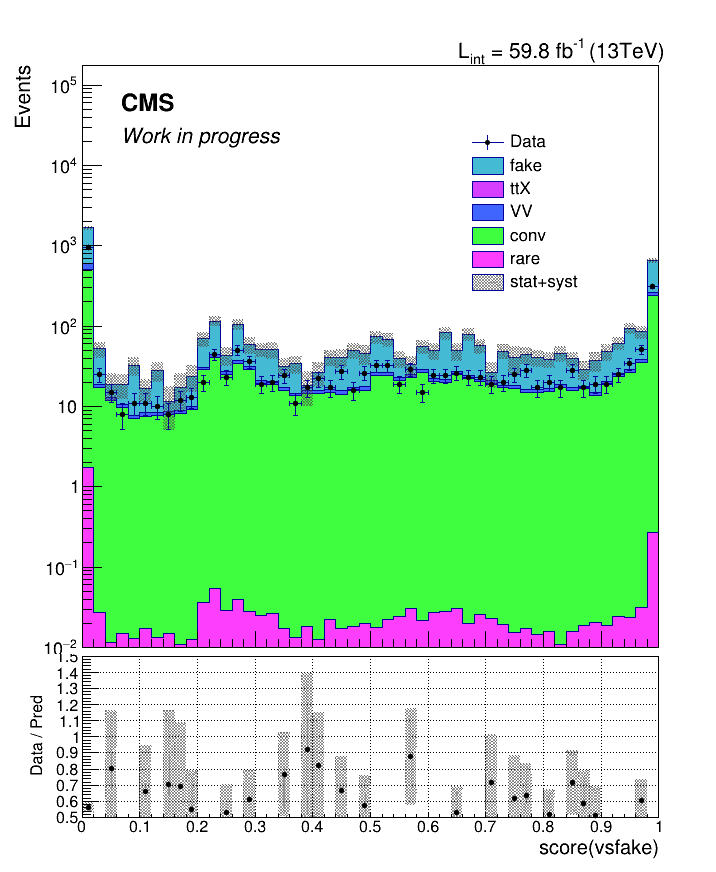 L_int = 59.8 fb^-1 (13TeV)
Events
10^5
CMS
Work in progress
Data
fake
ttX
VV
conv
rare
stat+syst
10^4
10^3
10^2
10
1
10^-1
10^-2
Data / Pred
1.5
1.4
1.3
1.2
1.1
1
0.9
0.8
0.7
0.6
0.5
0 0.1 0.2 0.3 0.4 0.5 0.6 0.7 0.8 0.9 1
score(vsfake)